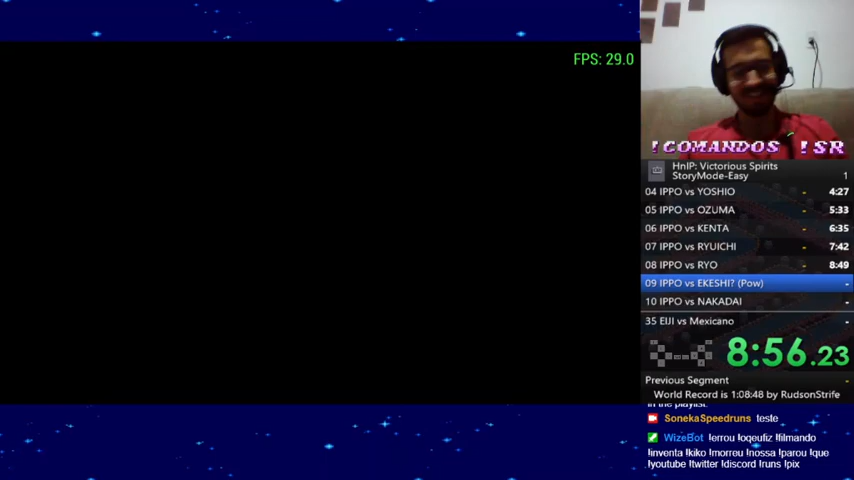 FPS: 29.0
!COMANDOS !SR
HnIP: Victorious Spirits
StoryMode-Easy 1
04 IPPO vs YOSHIO - 4:27
05 IPPO vs OZUMA - 5:33
06 IPPO vs KENTA - 6:35
07 IPPO vs RYUICHI - 7:42
08 IPPO vs RYO - 8:49
09 IPPO vs EKESHI? (Pow) -
10 IPPO vs NAKADAI -
35 EIJI vs Mexicano -
8:56.23
Previous Segment -
World Record is 1:08:48 by RudsonStrife
in the playlist.
SonekaSpeedruns teste
WizeBot !errou !oqeufiz !filmando
!inventa !kiko !morreu !nossa !parou !que
!youtube !twitter !discord !runs !pix